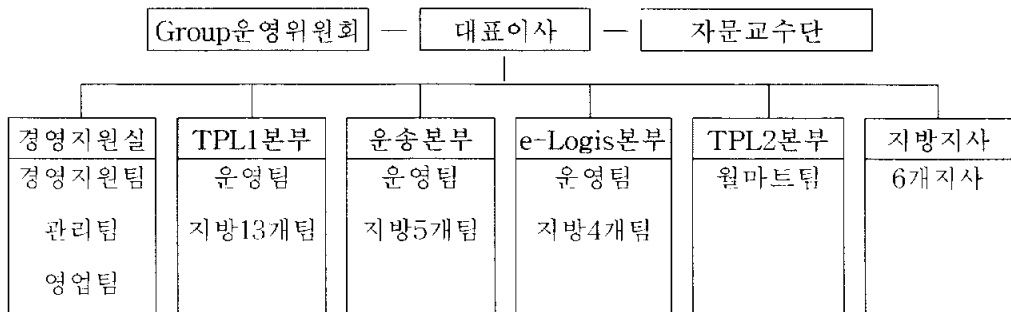 Group운영위원회 — 대표이사 — 자문교수단
경영지원실 TPL1본부 운송본부 e-Logis본부 TPL2본부 지방지사
경영지원팀 운영팀 운영팀 운영팀 월마트팀 6개지사
관리팀 지방13개팀 지방5개팀 지방4개팀
영업팀